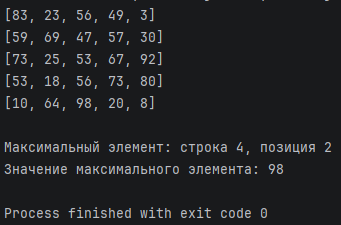 [83, 23, 56, 49, 3]
[59, 69, 47, 57, 30]
[73, 25, 53, 67, 92]
[53, 18, 56, 73, 80]
[10, 64, 98, 20, 8]
Максимальный элемент: строка 4, позиция 2
Значение максимального элемента: 98
Process finished with exit code 0